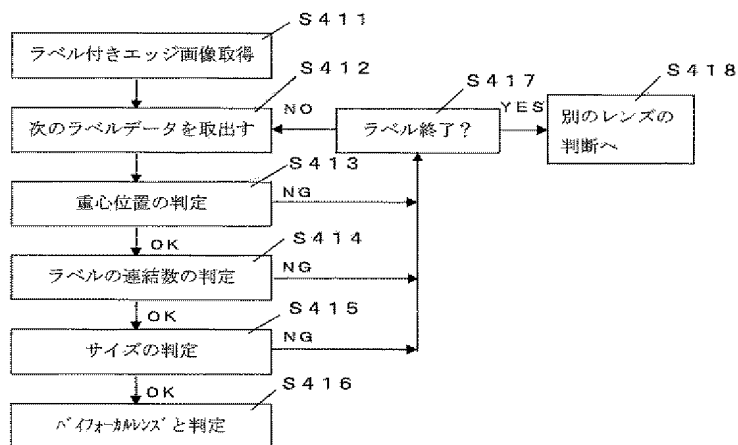 S411
ラベル付きエッジ画像取得
S412
次のラベルデータを取出す
NO
S417
ラベル終了?
YES
S418
別のレンズの
判断へ
S413
重心位置の判定
NG
OK
S414
ラベルの連結数の判定
NG
OK
S415
サイズの判定
NG
OK
S416
バイフォーカルレンズと判定